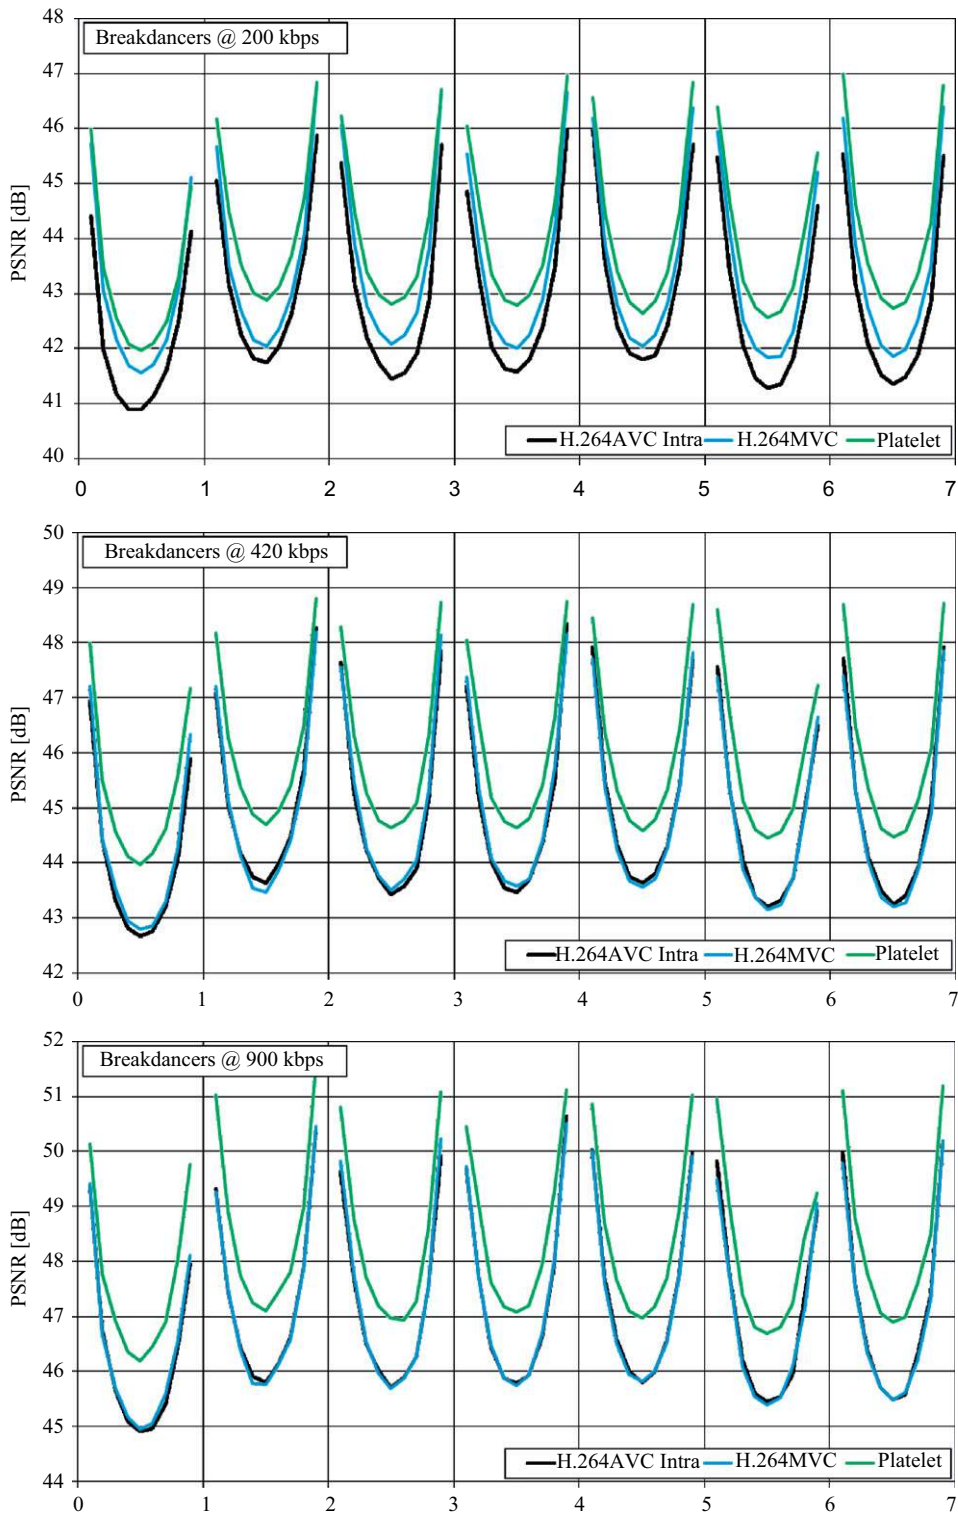 48
Breakdancers @ 200 kbps
47
46
45
44
43
42
41
40
PSNR [dB]
H.264AVC Intra H.264MVC Platelet
0 1 2 3 4 5 6 7
50
Breakdancers @ 420 kbps
49
48
47
46
45
44
43
42
PSNR [dB]
H.264AVC Intra H.264MVC Platelet
0 1 2 3 4 5 6 7
52
Breakdancers @ 900 kbps
51
50
49
48
47
46
45
44
PSNR [dB]
H.264AVC Intra H.264MVC Platelet
0 1 2 3 4 5 6 7